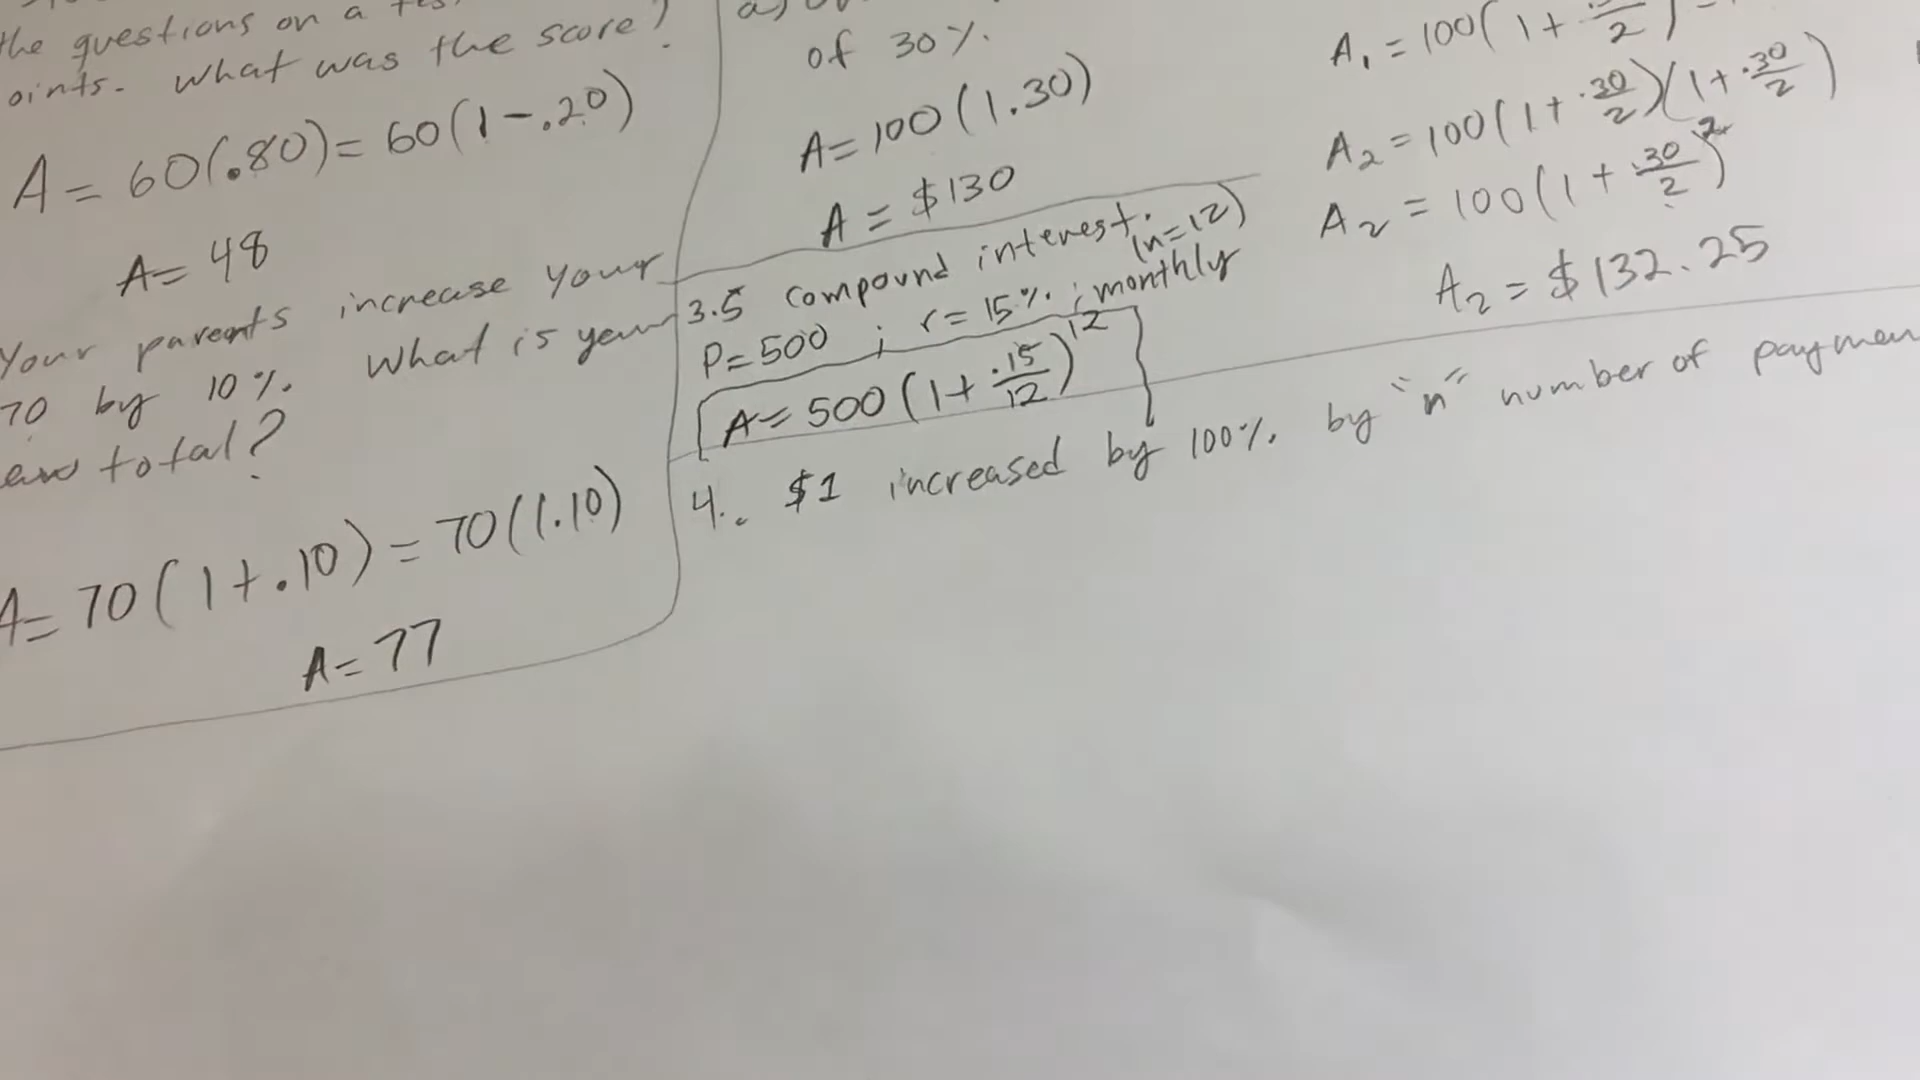 the questions on a
oints. What was the score?
A = 60(.80) = 60(1-.20)
A = 48
Your parents increase your
70 by 10%. What is
total?
A = 70(1+.10) = 70(1.10)
A = 77
a)
of 30%.
A = 100(1.30)
A = $130
3.5 Compound interest.
(n=12)
P=500 ; r=15% ; monthly
A = 500(1+.15/12)^12
A₁ = 100(1+ /2)
A₂ = 100(1+.30/2)(1+.30/2)
A₂ = 100(1+.30/2)^2
A₂ = $132.25
4. $1 increased by 100% by "n" number of paymen